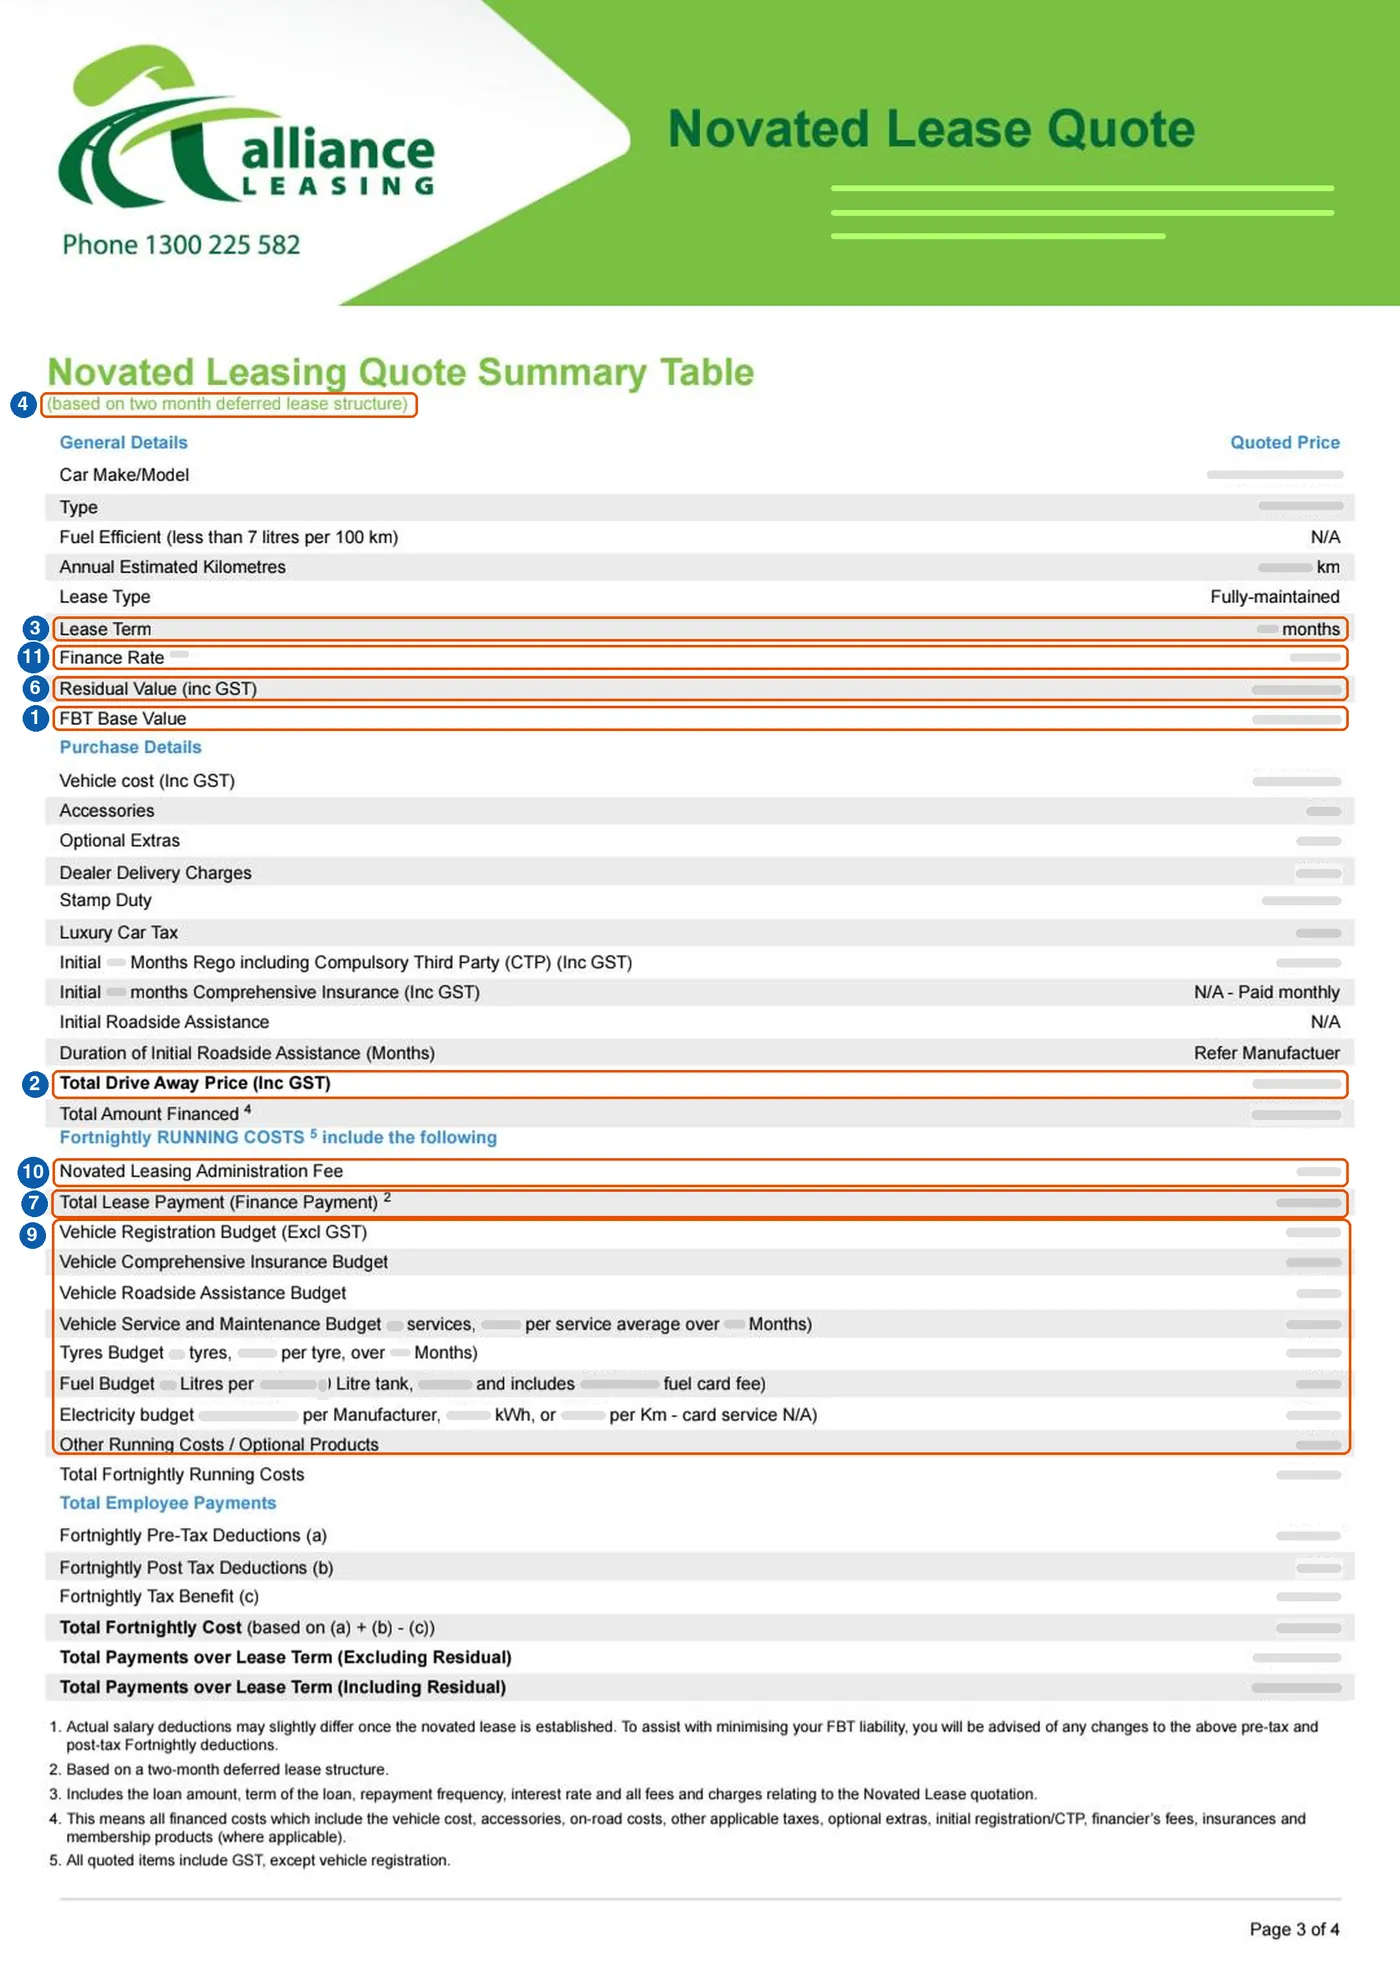 alliance
LEASING
Phone 1300 225 582
Novated Lease Quote
Novated Leasing Quote Summary Table
4 (based on two month deferred lease structure)
General Details Quoted Price
Car Make/Model
Type
Fuel Efficient (less than 7 litres per 100 km) N/A
Annual Estimated Kilometres km
Lease Type Fully-maintained
3 Lease Term months
11 Finance Rate
6 Residual Value (inc GST)
1 FBT Base Value
Purchase Details
Vehicle cost (Inc GST)
Accessories
Optional Extras
Dealer Delivery Charges
Stamp Duty
Luxury Car Tax
Initial Months Rego including Compulsory Third Party (CTP) (Inc GST)
Initial months Comprehensive Insurance (Inc GST) N/A - Paid monthly
Initial Roadside Assistance N/A
Duration of Initial Roadside Assistance (Months) Refer Manufactuer
2 Total Drive Away Price (Inc GST)
Total Amount Financed 4
Fortnightly RUNNING COSTS 5 include the following
10 Novated Leasing Administration Fee
7 Total Lease Payment (Finance Payment) 2
9 Vehicle Registration Budget (Excl GST)
Vehicle Comprehensive Insurance Budget
Vehicle Roadside Assistance Budget
Vehicle Service and Maintenance Budget services, per service average over Months)
Tyres Budget tyres, per tyre, over Months)
Fuel Budget Litres per ) Litre tank, and includes fuel card fee)
Electricity budget per Manufacturer, kWh, or per Km - card service N/A)
Other Running Costs / Optional Products
Total Fortnightly Running Costs
Total Employee Payments
Fortnightly Pre-Tax Deductions (a)
Fortnightly Post Tax Deductions (b)
Fortnightly Tax Benefit (c)
Total Fortnightly Cost (based on (a) + (b) - (c))
Total Payments over Lease Term (Excluding Residual)
Total Payments over Lease Term (Including Residual)
1. Actual salary deductions may slightly differ once the novated lease is established. To assist with minimising your FBT liability, you will be advised of any changes to the above pre-tax and
post-tax Fortnightly deductions.
2. Based on a two-month deferred lease structure.
3. Includes the loan amount, term of the loan, repayment frequency, interest rate and all fees and charges relating to the Novated Lease quotation.
4. This means all financed costs which include the vehicle cost, accessories, on-road costs, other applicable taxes, optional extras, initial registration/CTP, financier's fees, insurances and
membership products (where applicable).
5. All quoted items include GST, except vehicle registration.
Page 3 of 4